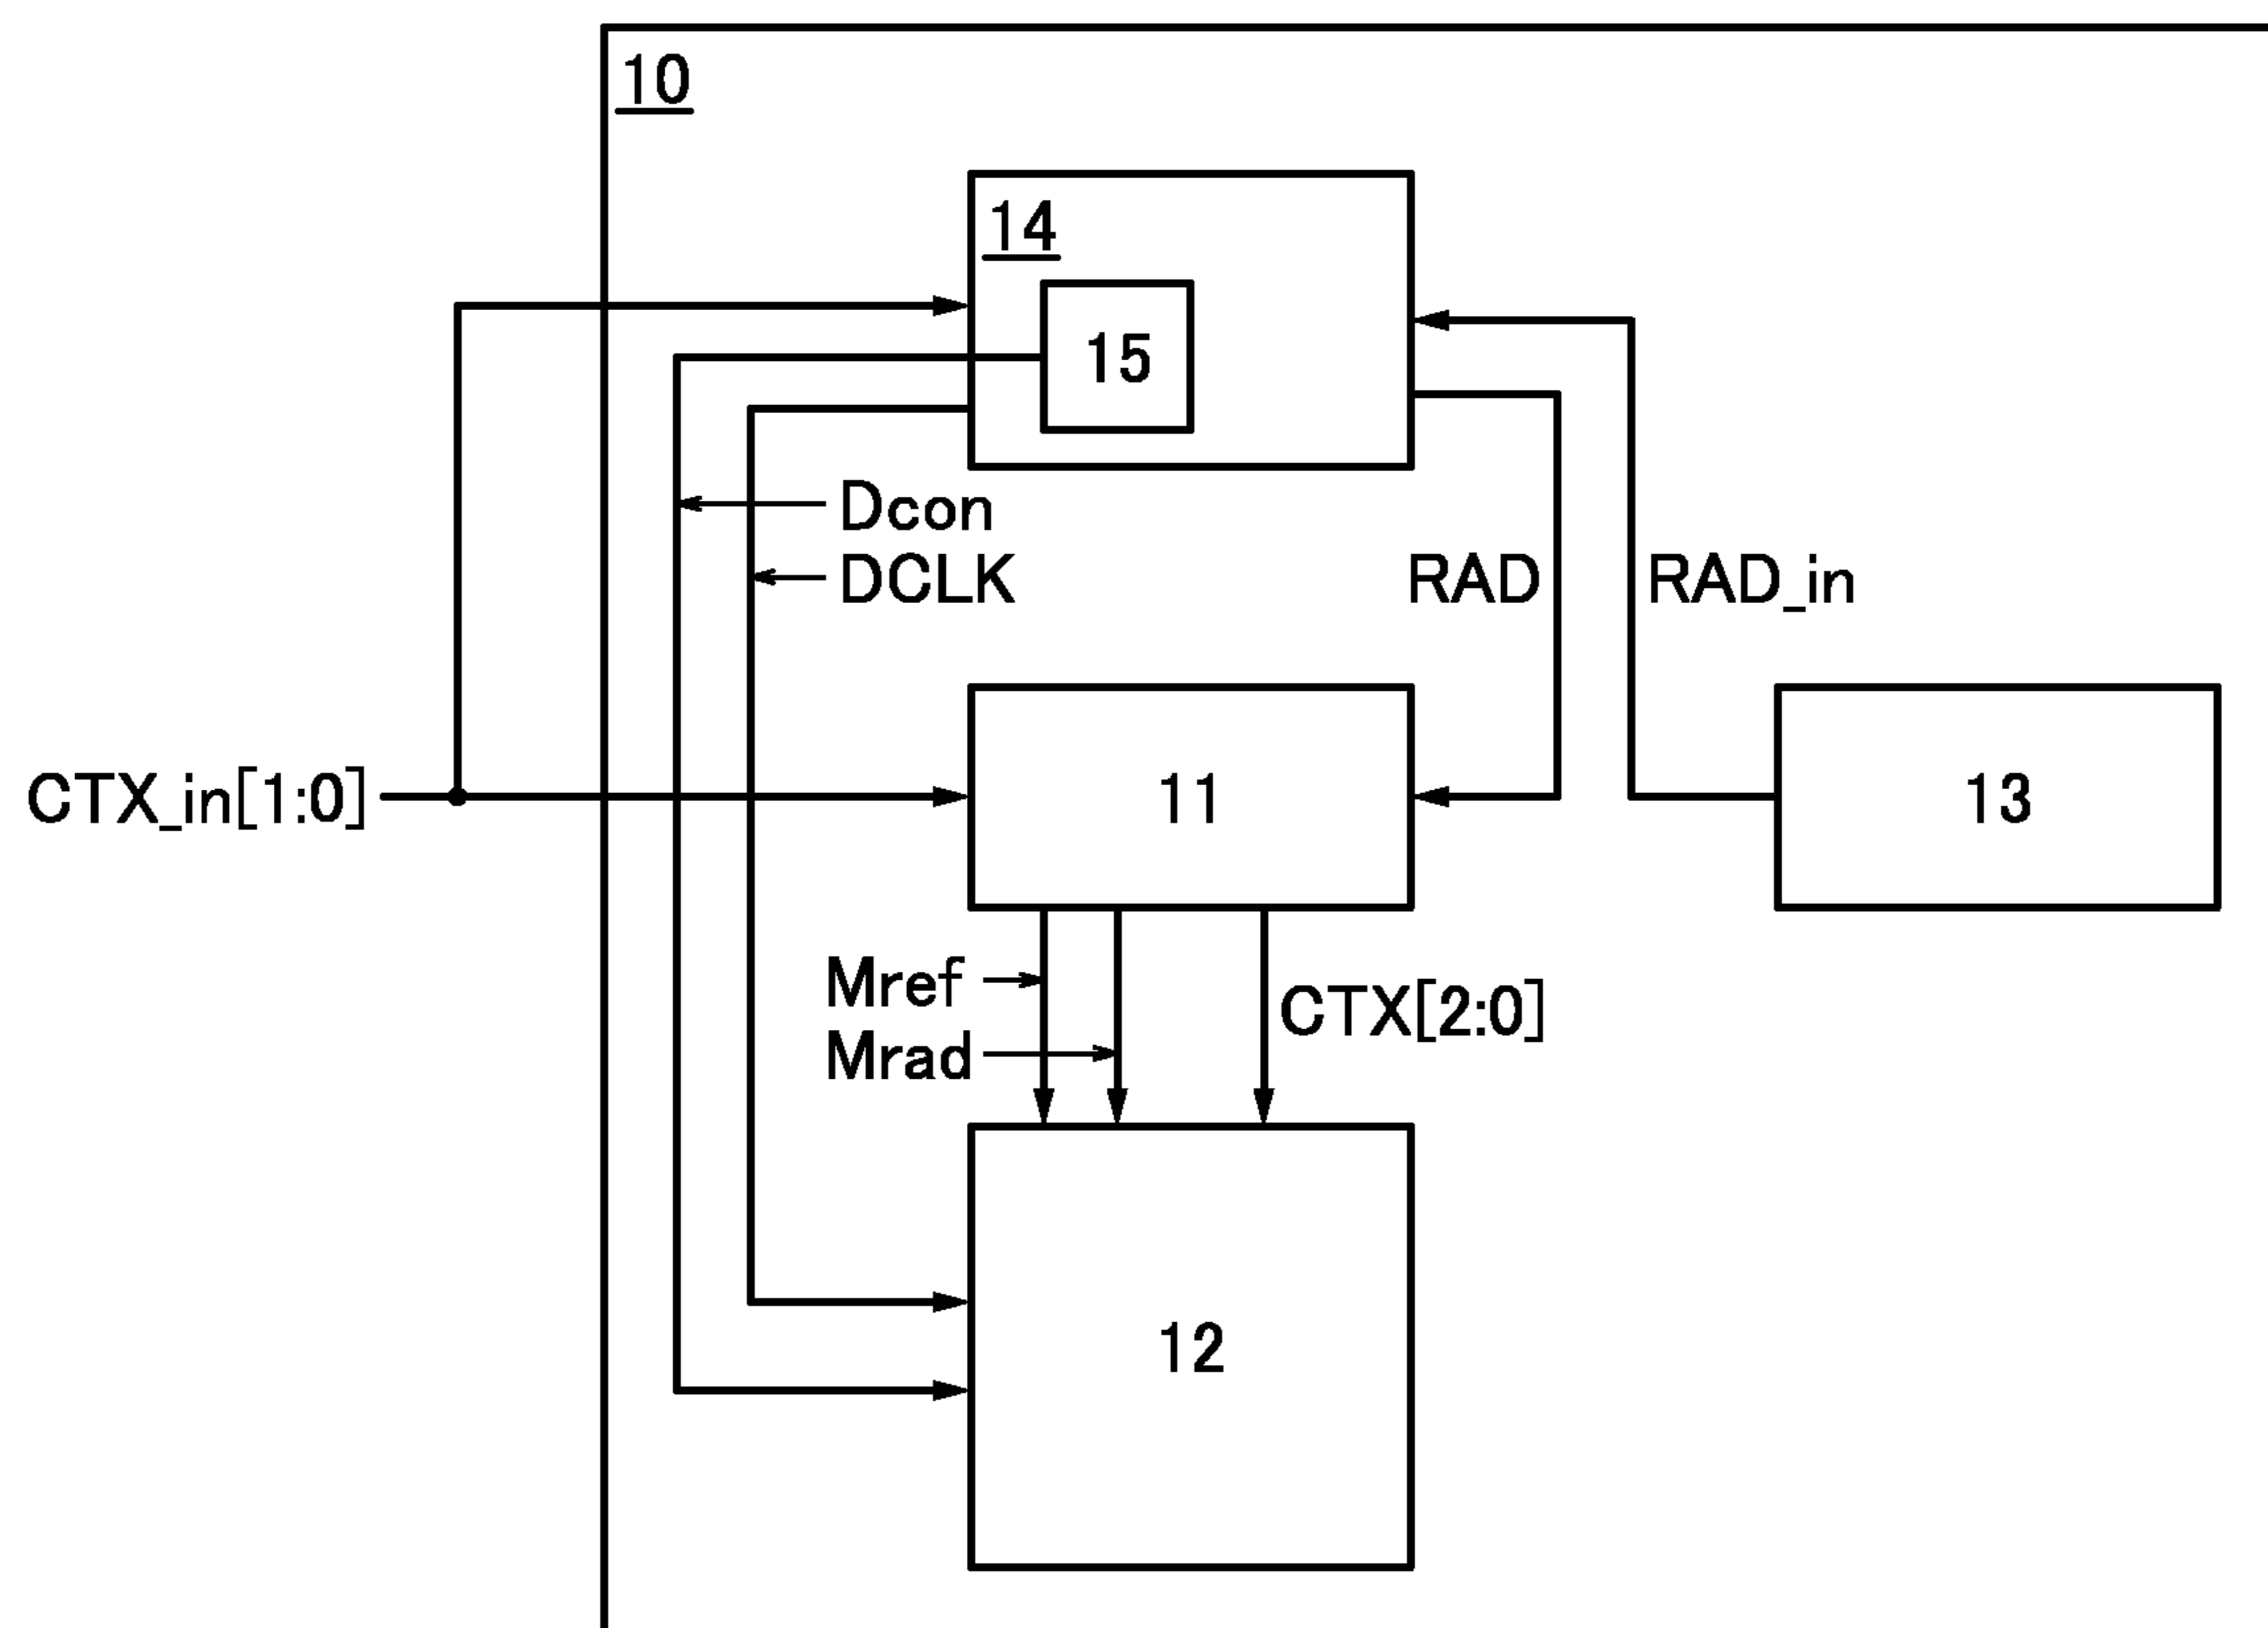 10
14
15
Dcon
DCLK
RAD
RAD_in
CTX_in[1:0]
11
13
Mref
CTX[2:0]
Mrad
12